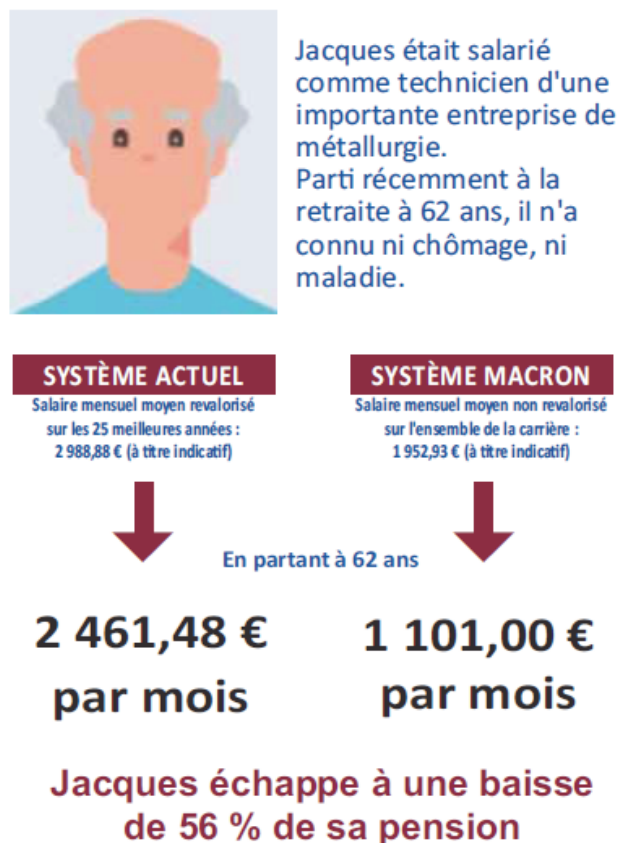 Jacques était salarié
comme technicien d'une
importante entreprise de
métallurgie.
Parti récemment à la
retraite à 62 ans, il n'a
connu ni chômage, ni
maladie.
SYSTÈME ACTUEL
Salaire mensuel moyen revalorisé
sur les 25 meilleures années :
2 988,88 € (à titre indicatif)
SYSTÈME MACRON
Salaire mensuel moyen non revalorisé
sur l'ensemble de la carrière :
1 952,93 € (à titre indicatif)
En partant à 62 ans
2 461,48 €
par mois
1 101,00 €
par mois
Jacques échappe à une baisse
de 56 % de sa pension